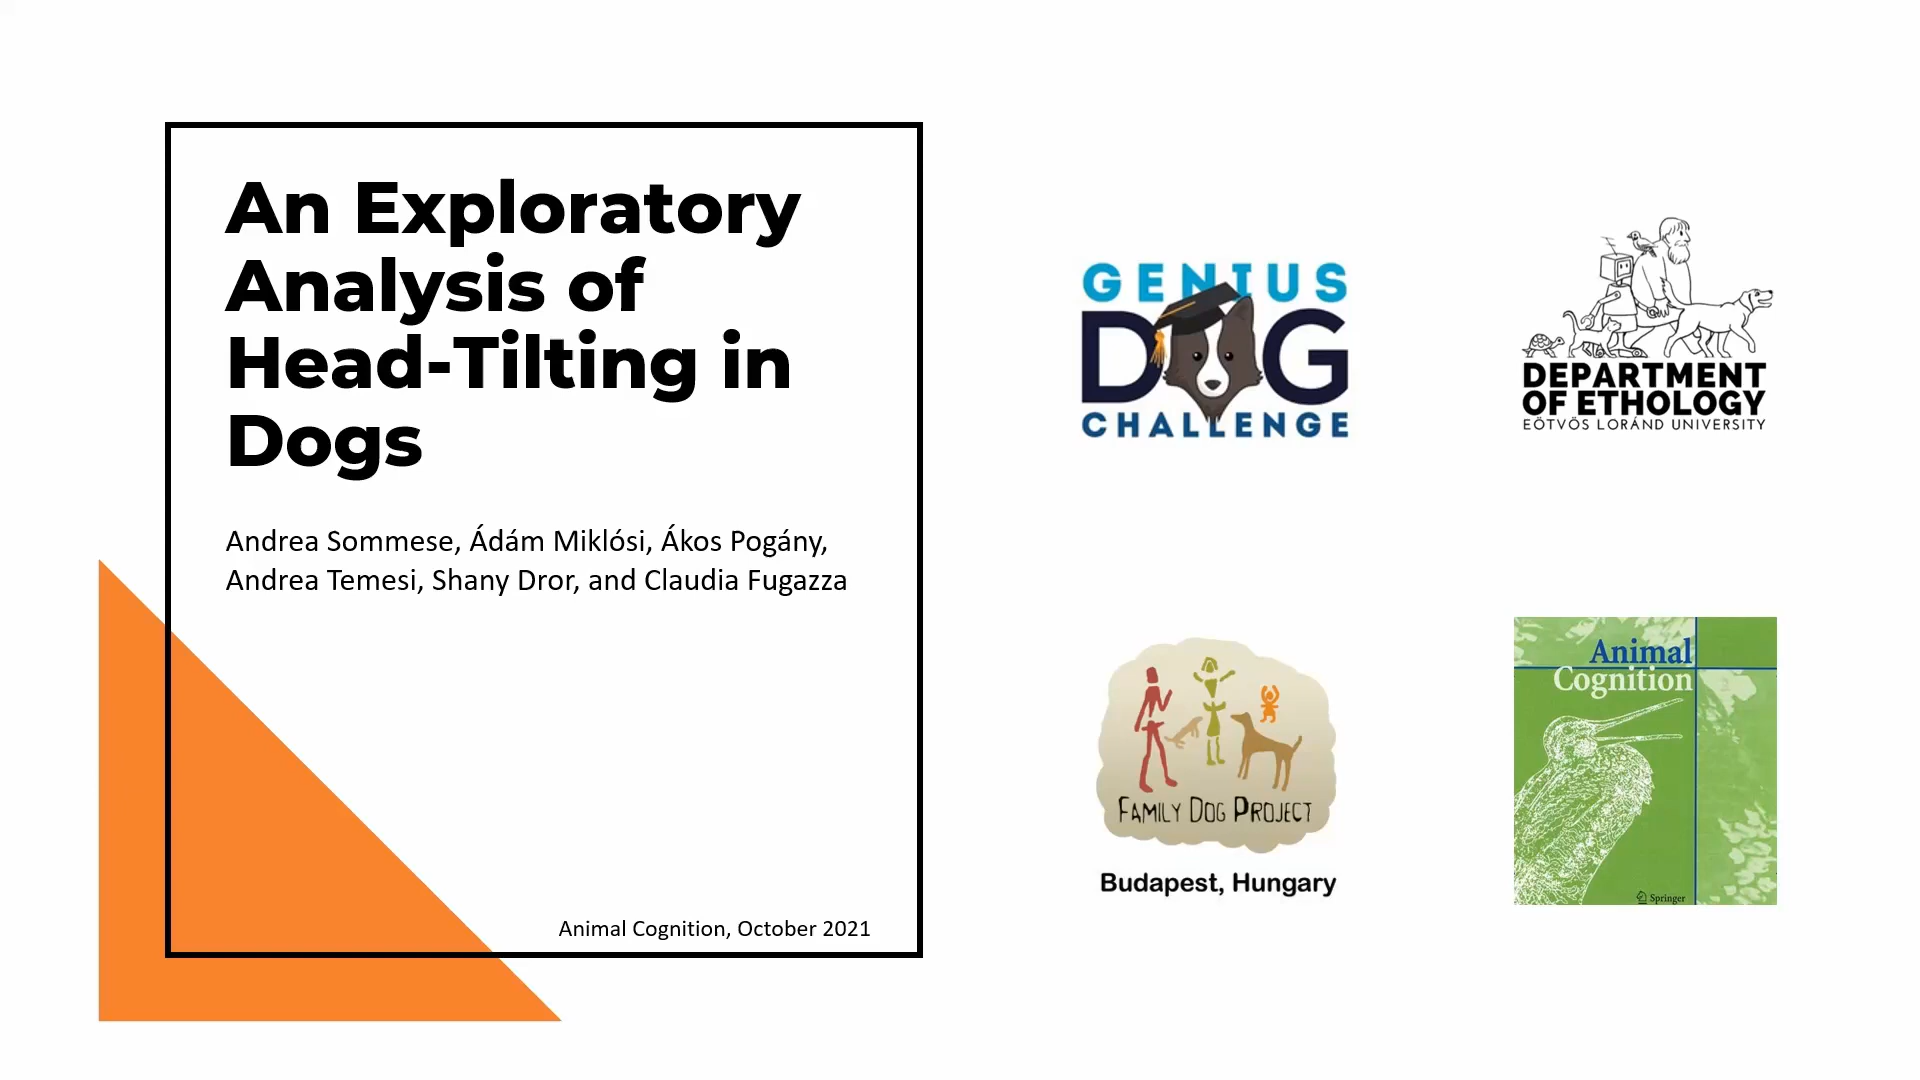 An Exploratory
Analysis of
Head-Tilting in
Dogs
Andrea Sommese, Ádám Miklósi, Ákos Pogány,
Andrea Temesi, Shany Dror, and Claudia Fugazza
Animal Cognition, October 2021
GENIUS
DOG
CHALLENGE
DEPARTMENT
OF ETHOLOGY
EÖTVÖS LORÁND UNIVERSITY
FAMILY DOG PROJECT
Budapest, Hungary
Animal
Cognition
Springer